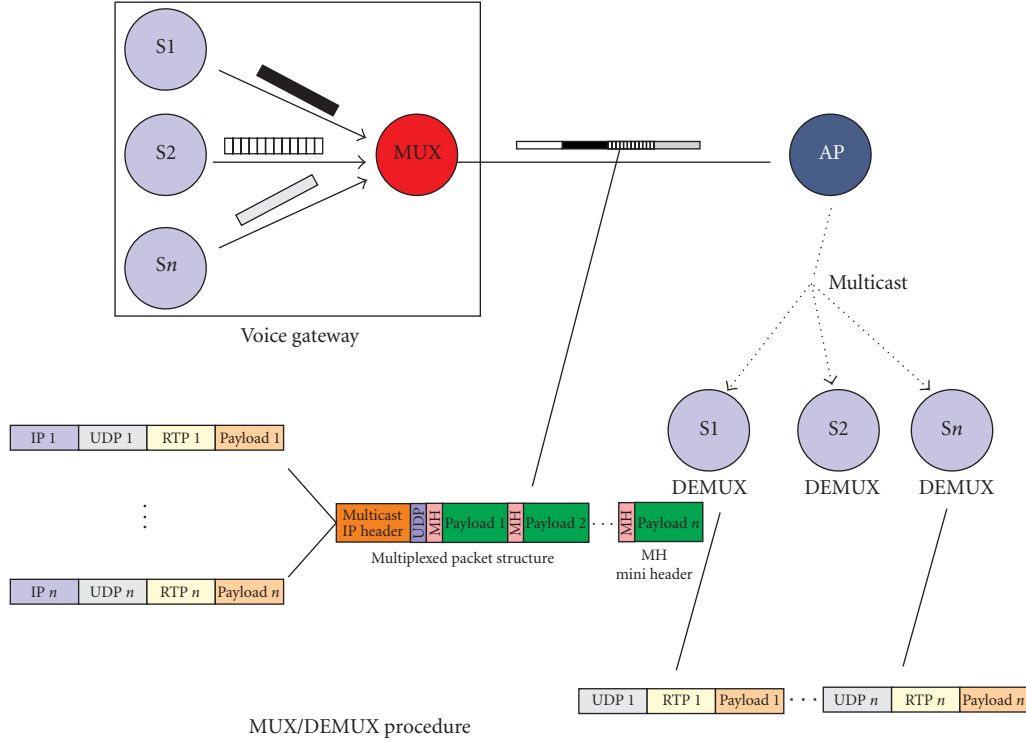 S1
S2
Sn
MUX
AP
Voice gateway
Multicast
S1
S2
Sn
DEMUX
DEMUX
DEMUX
IP 1
UDP 1
RTP 1
Payload 1
Multicast
IP header
UDP
MH
Payload 1
MH
Payload 2
MH
Payload n
Multiplexed packet structure
MH
mini header
IP n
UDP n
RTP n
Payload n
UDP 1
RTP 1
Payload 1
UDP n
RTP n
Payload n
MUX/DEMUX procedure